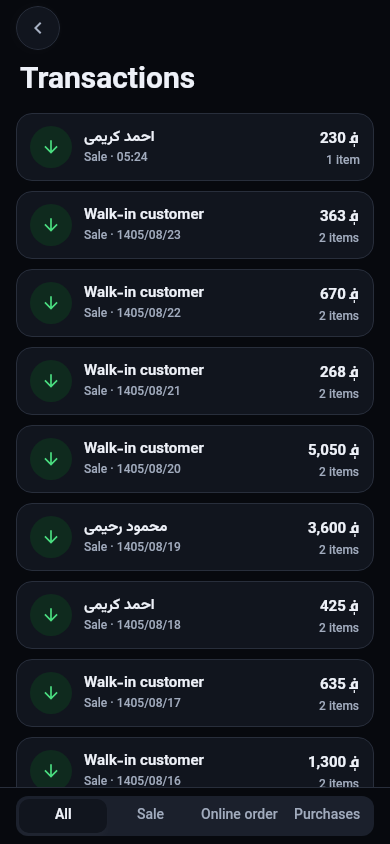 Transactions
احمد کریمی
230 ؋
Sale · 05:24
1 item
Walk-in customer
363 ؋
Sale · 1405/08/23
2 items
Walk-in customer
670 ؋
Sale · 1405/08/22
2 items
Walk-in customer
268 ؋
Sale · 1405/08/21
2 items
Walk-in customer
5,050 ؋
Sale · 1405/08/20
2 items
محمود رحیمی
3,600 ؋
Sale · 1405/08/19
2 items
احمد کریمی
425 ؋
Sale · 1405/08/18
2 items
Walk-in customer
635 ؋
Sale · 1405/08/17
2 items
Walk-in customer
1,300 ؋
Sale · 1405/08/16
2 items
All Sale Online order Purchases